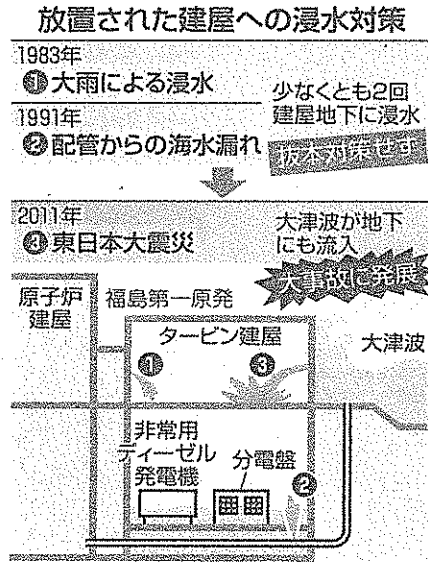 放置された建屋への浸水対策
1983年
❶大雨による浸水
1991年
❷配管からの海水漏れ
少なくとも2回
建屋地下に浸水
抜本対策せず
2011年
❸東日本大震災
大津波が地下
にも流入
大事故に発展
原子炉
建屋
福島第一原発
タービン建屋
大津波
❶
❸
非常用
ディーゼル
発電機
分電盤
❷